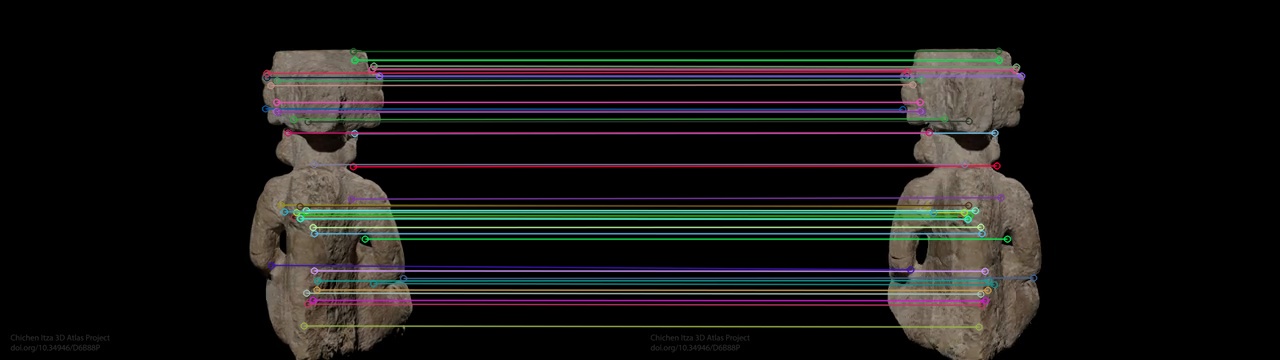 Chichen Itza 3D Atlas Project
doi.org/10.34946/D6B88P
Chichen Itza 3D Atlas Project
doi.org/10.34946/D6B88P